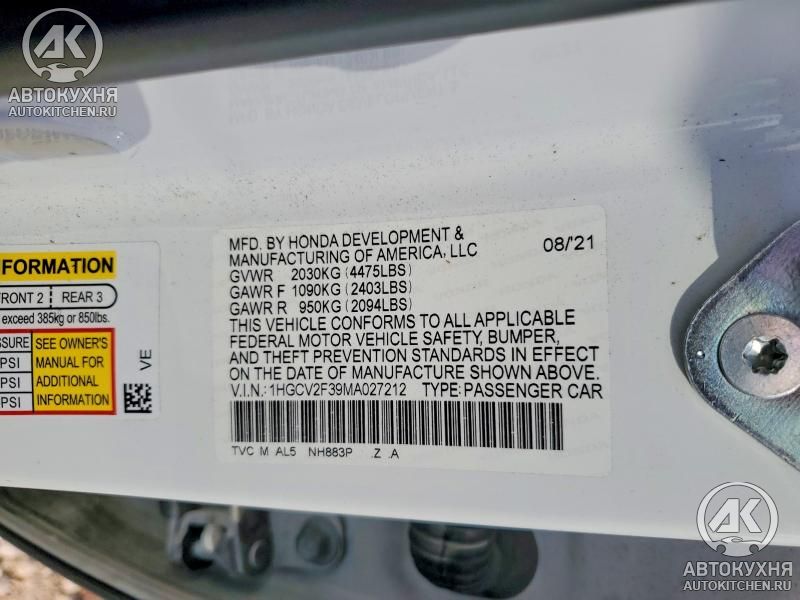 АК
АВТОКУХНЯ
AUTOKITCHEN.RU
MFD. BY HONDA DEVELOPMENT &
MANUFACTURING OF AMERICA, LLC 08/'21
GVWR 2030KG (4475LBS)
GAWR F 1090KG (2403LBS)
GAWR R 950KG (2094LBS)
THIS VEHICLE CONFORMS TO ALL APPLICABLE
FEDERAL MOTOR VEHICLE SAFETY, BUMPER,
AND THEFT PREVENTION STANDARDS IN EFFECT
ON THE DATE OF MANUFACTURE SHOWN ABOVE.
V.I.N.: 1HGCV2F39MA027212 TYPE: PASSENGER CAR
TVC M AL5 NH883P .Z .A
FORMATION
FRONT 2 REAR 3
exceed 385kg or 850lbs.
SSURE SEE OWNER'S
PSI MANUAL FOR
PSI ADDITIONAL
PSI INFORMATION
VE
АК
АВТОКУХНЯ
AUTOKITCHEN.RU